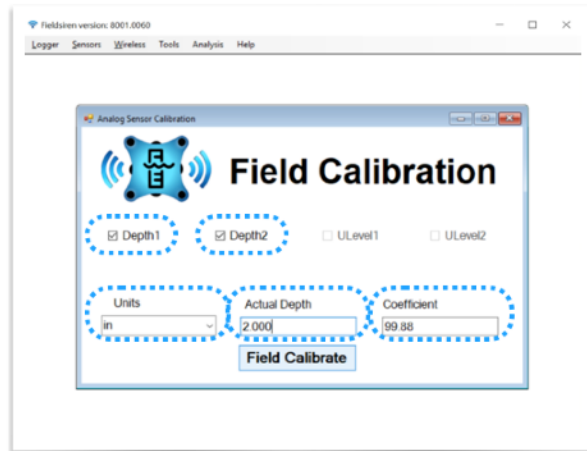 Fieldsiren version: 8001.0060
Logger Sensors Wireless Tools Analysis Help
Analog Sensor Calibration
Field Calibration
Depth1 Depth2 ULevel1 ULevel2
Units Actual Depth Coefficient
in 2.000 99.88
Field Calibrate